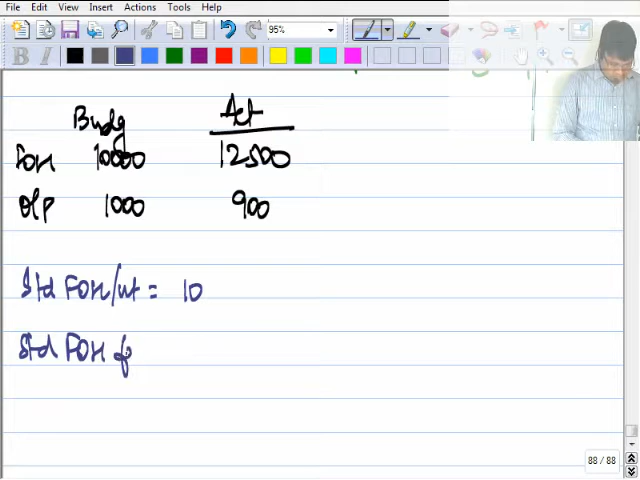 File Edit View Insert Actions Tools Help
95%
B I U
Budg Act
FOH 10000 12500
O/P 1000 900
Std FOH/ut = 10
Std FOH f
88 / 88